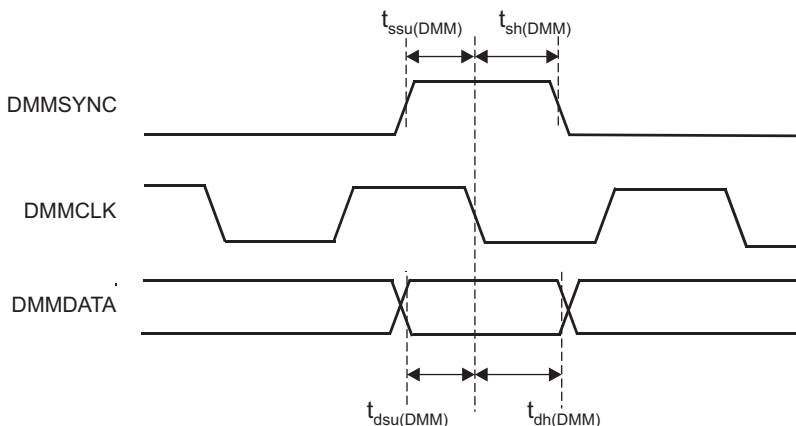 tssu(DMM) tsh(DMM)
DMMSYNC
DMMCLK
DMMDATA
tdsu(DMM) tdh(DMM)